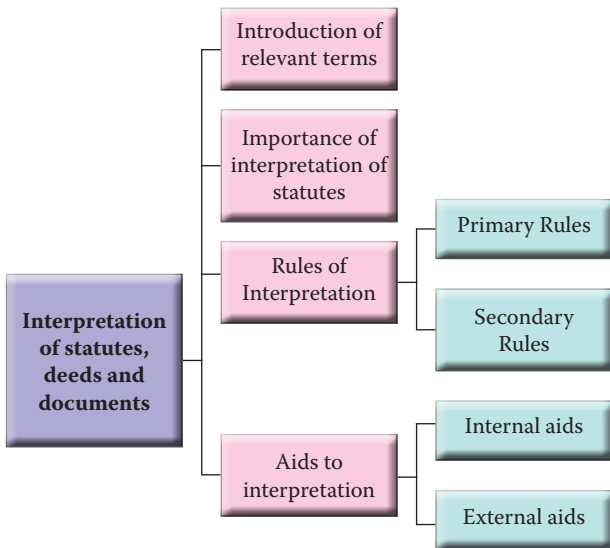 Introduction of
relevant terms
Importance of
interpretation of
statutes
Rules of
Interpretation
Primary Rules
Secondary
Rules
Interpretation
of statutes,
deeds and
documents
Aids to
interpretation
Internal aids
External aids